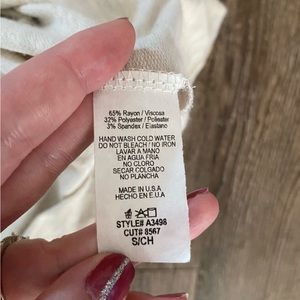 65% Rayon / Viscosa
32% Polyester / Poliester
3% Spandex / Elastano
HAND WASH COLD WATER
DO NOT BLEACH / NO IRON
LAVAR A MANO
EN AGUA FRIA
NO CLORO
SECAR COLGADO
NO PLANCHA
MADE IN U.S.A
HECHO EN E.U.A
STYLE# A3498
CUT# 8567
S/CH